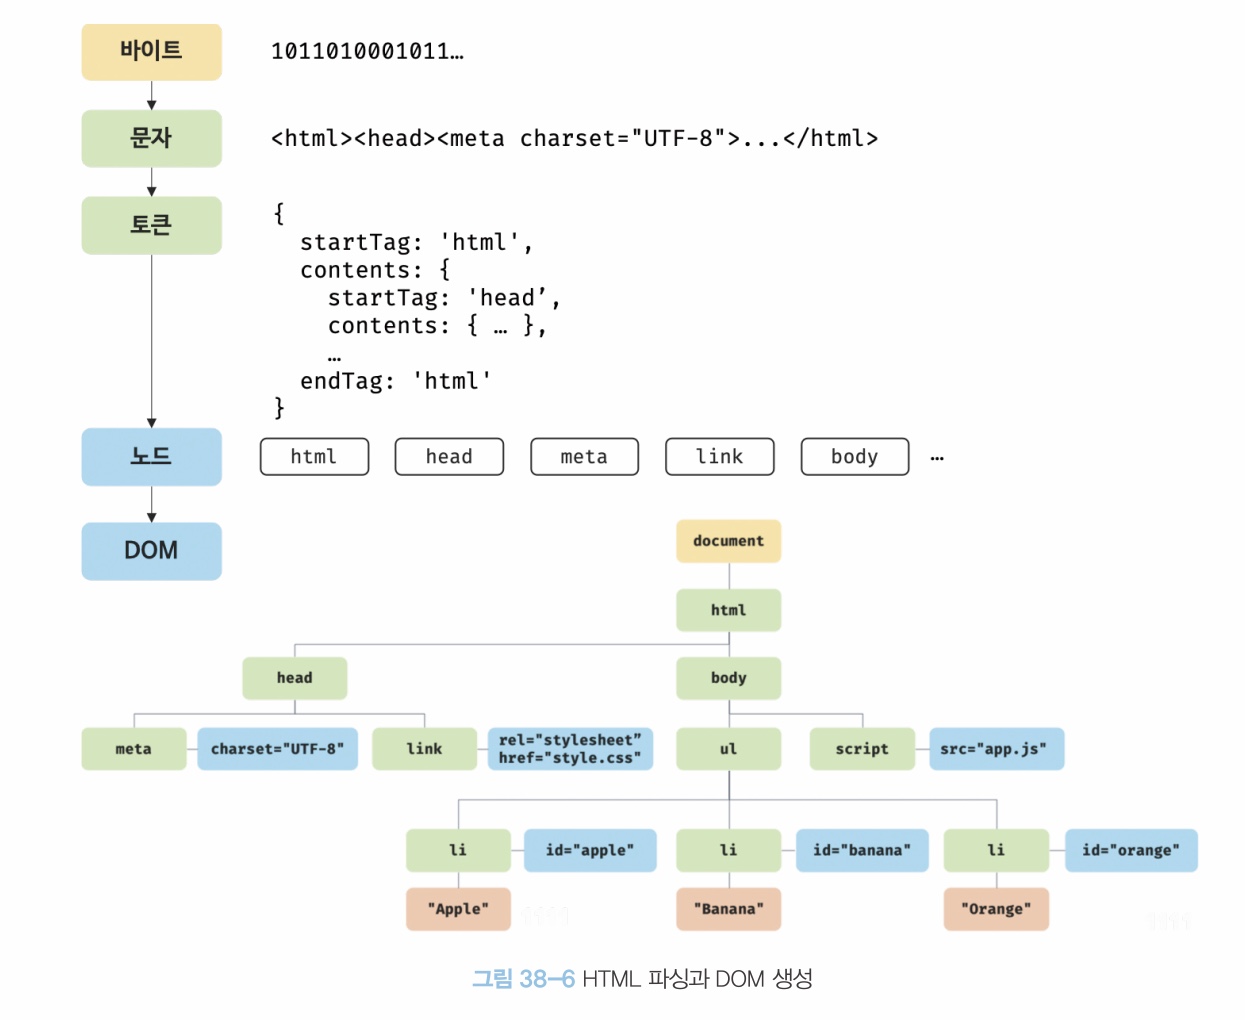 바이트
1011010001011…
문자
<html><head><meta charset="UTF-8">...</html>
토큰
{
startTag: 'html',
contents: {
startTag: 'head’,
contents: { … },
…
endTag: 'html'
}
노드
html head meta link body …
DOM
document
html
head body
meta charset="UTF-8" link rel="stylesheet” ul script src="app.js"
href="style.css"
li id="apple" li id="banana" li id="orange"
"Apple" "Banana" "Orange"
그림 38-6 HTML 파싱과 DOM 생성